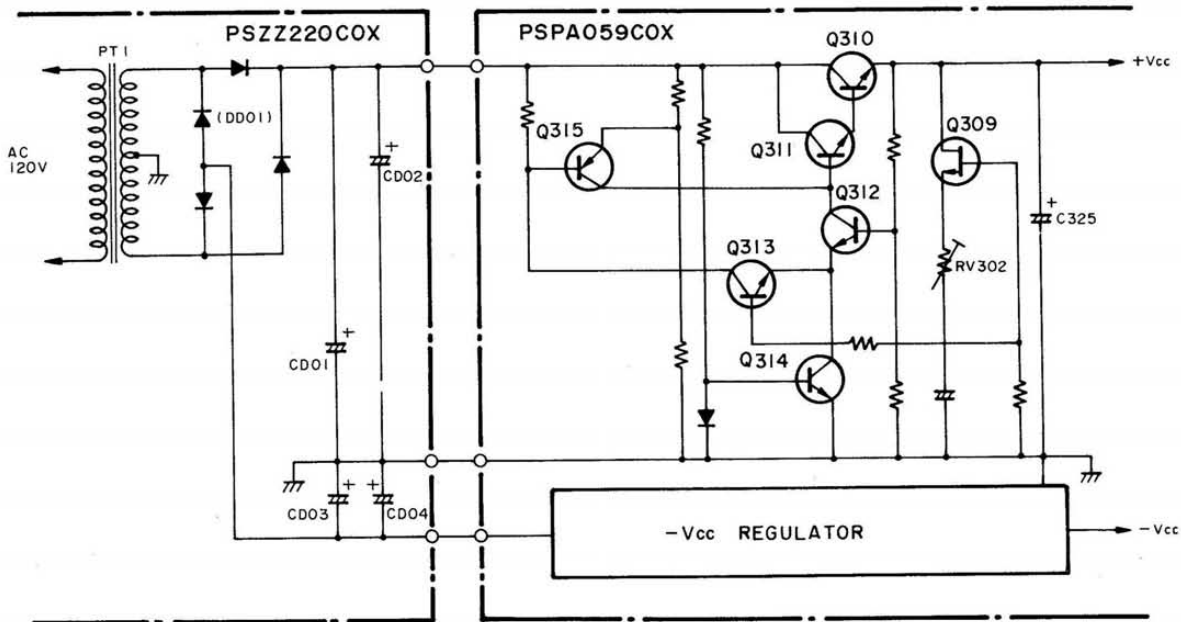 PSZZ220COX
PSPA059COX
PT1
Q310
+Vcc
(DD01)
Q315
Q309
Q311
AC
120V
CD02
+
Q312
+
C325
Q313
RV302
+
CD01
Q314
+
+
CD03
CD04
-Vcc REGULATOR
-Vcc